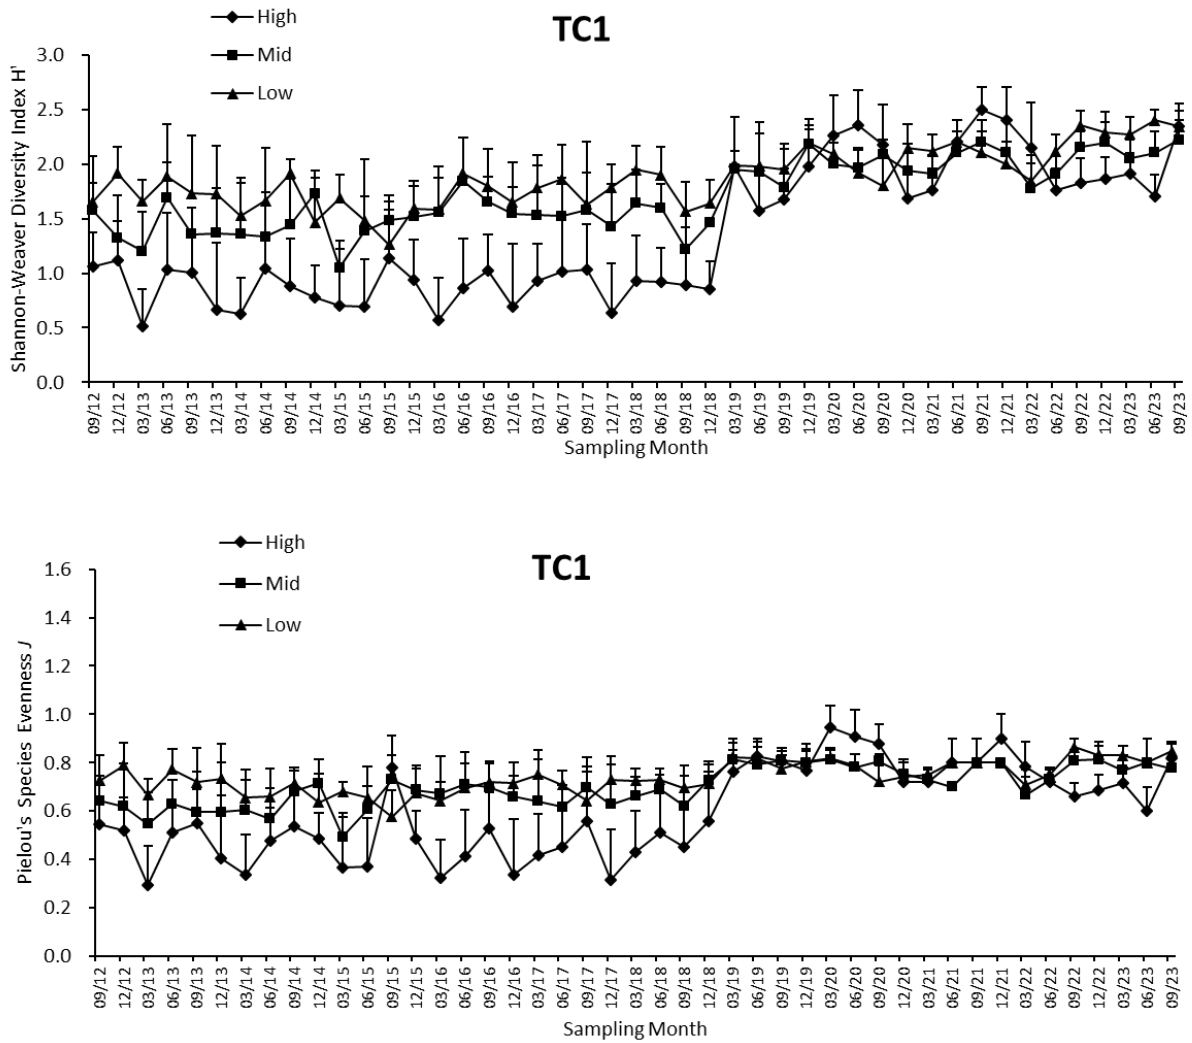 TC1
High
Mid
Low
Shannon-Weaver Diversity Index H'
3.0
2.5
2.0
1.5
1.0
0.5
0.0
09/12 12/12 03/13 06/13 09/13 12/13 03/14 06/14 09/14 12/14 03/15 06/15 09/15 12/15 03/16 06/16 09/16 12/16 03/17 06/17 09/17 12/17 03/18 06/18 09/18 12/18 03/19 06/19 09/19 12/19 03/20 06/20 09/20 12/20 03/21 06/21 09/21 12/21 03/22 06/22 09/22 12/22 03/23 06/23 09/23
Sampling Month
TC1
High
Mid
Low
Pielou's Species Evenness J
1.6
1.4
1.2
1.0
0.8
0.6
0.4
0.2
0.0
09/12 12/12 03/13 06/13 09/13 12/13 03/14 06/14 09/14 12/14 03/15 06/15 09/15 12/15 03/16 06/16 09/16 12/16 03/17 06/17 09/17 12/17 03/18 06/18 09/18 12/18 03/19 06/19 09/19 12/19 03/20 06/20 09/20 12/20 03/21 06/21 09/21 12/21 03/22 06/22 09/22 12/22 03/23 06/23 09/23
Sampling Month